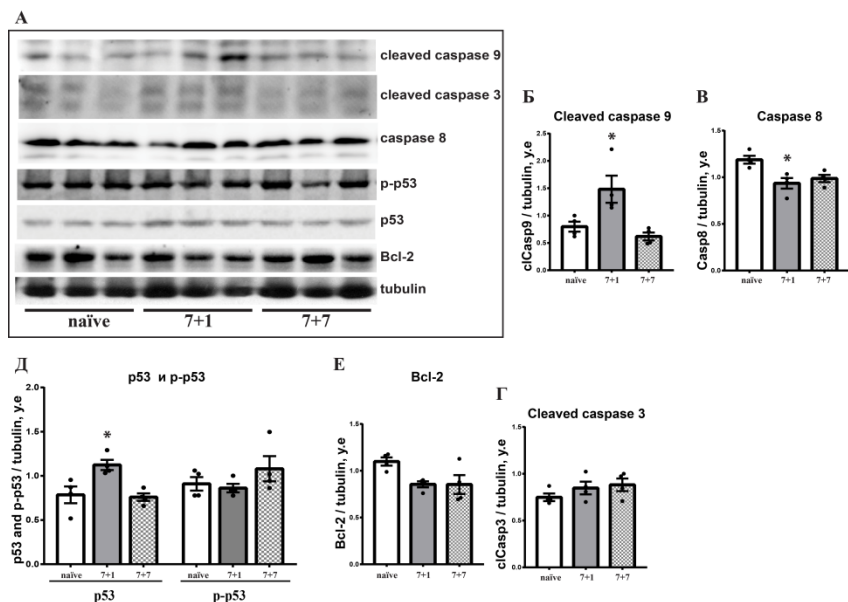 А
cleaved caspase 9
cleaved caspase 3
caspase 8
p-p53
p53
Bcl-2
tubulin
naïve 7+1 7+7
Б
Cleaved caspase 9
clCasp9 / tubulin, y.e
2.5
2.0
1.5
1.0
0.5
0.0
*
naïve 7+1 7+7
В
Caspase 8
Casp8 / tubulin, y.e
1.5
1.0
0.5
0.0
*
naïve 7+1 7+7
Д
p53 и p-p53
p53 and p-p53 / tubulin, y.e
2.0
1.5
1.0
0.5
0.0
*
naïve 7+1 7+7 naïve 7+1 7+7
p53 p-p53
Е
Bcl-2
Bcl-2 / tubulin, y.e
2.0
1.5
1.0
0.5
0.0
naïve 7+1 7+7
Г
Cleaved caspase 3
clCasp3 / tubulin, y.e
1.5
1.0
0.5
0.0
naïve 7+1 7+7